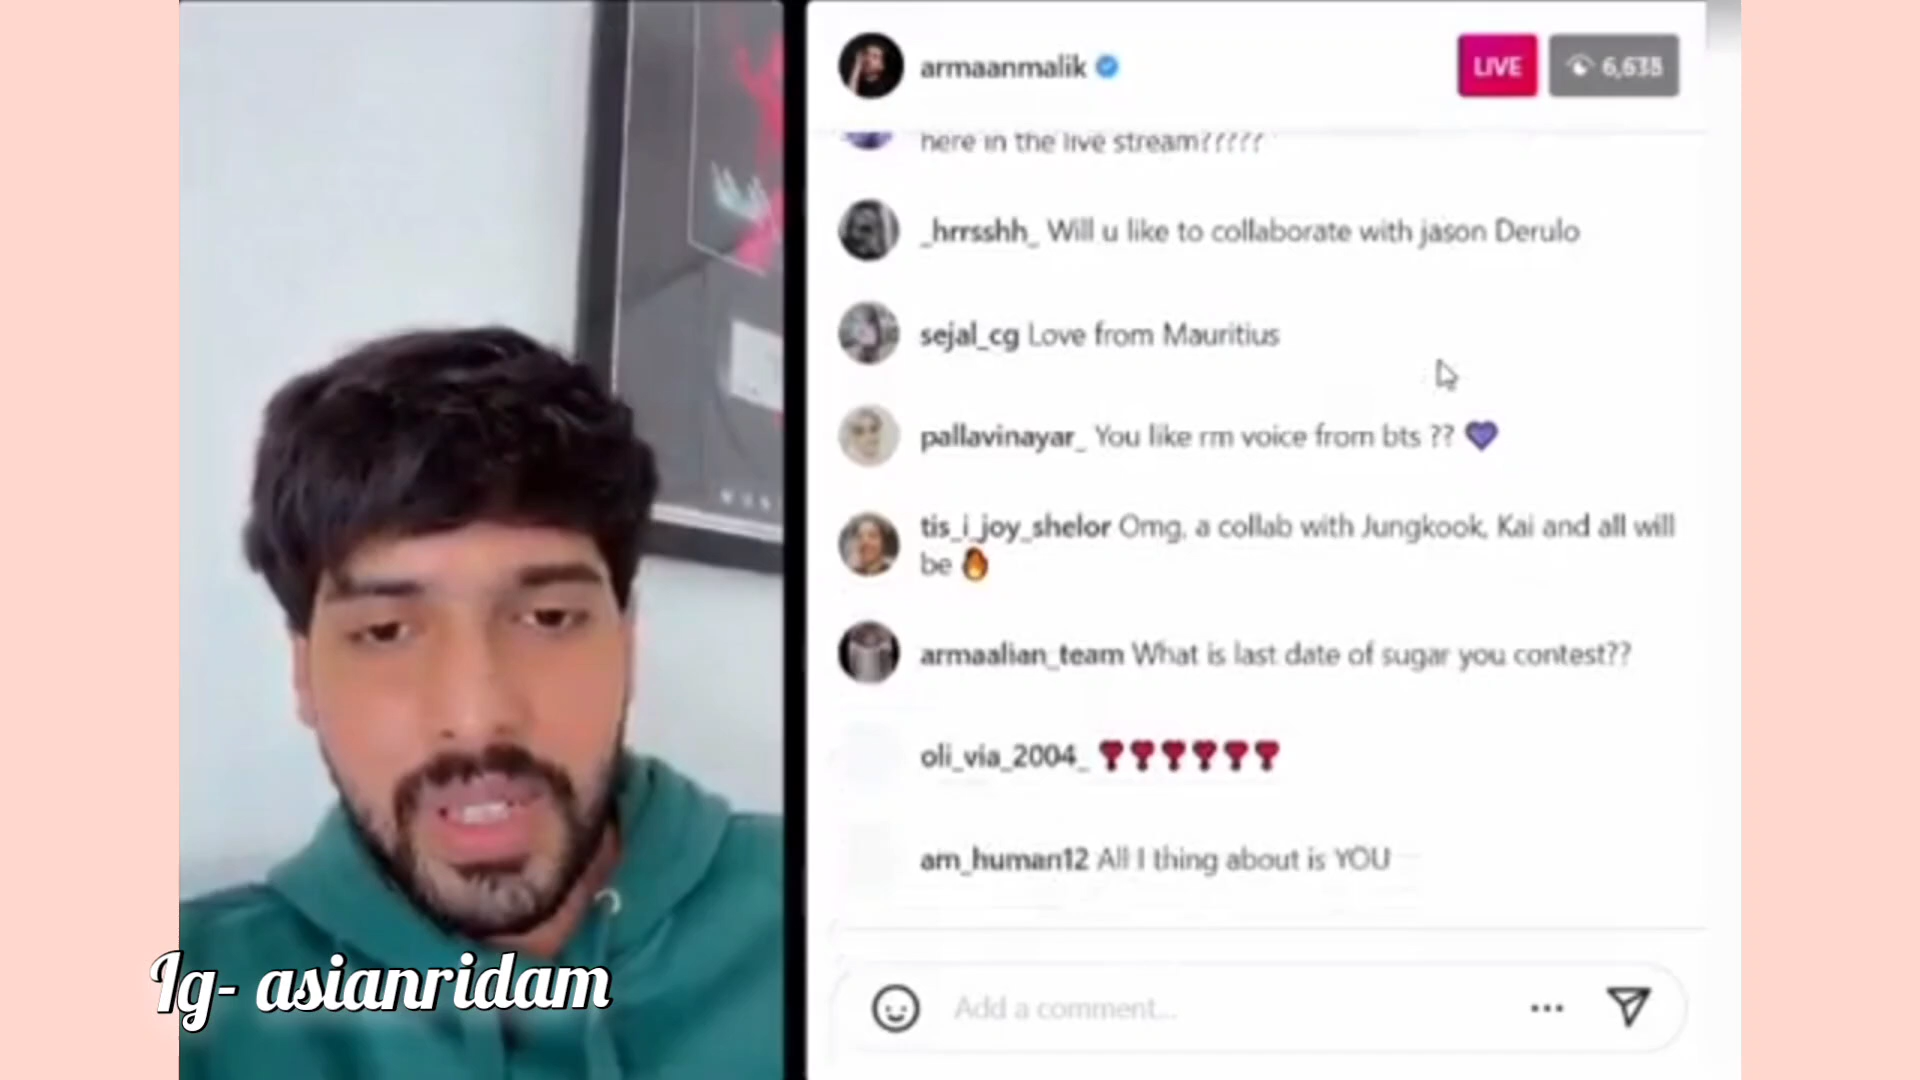 armaanmalik
LIVE
6,638
here in the live stream?????
_hrrsshh_ Will u like to collaborate with jason Derulo
sejal_cg Love from Mauritius
pallavinayar_ You like rm voice from bts ?? 💜
tis_i_joy_shelor Omg, a collab with Jungkook, Kai and all will
be 🔥
armaalian_team What is last date of sugar you contest??
oli_via_2004_ ❣❣❣❣❣❣
am_human12 All I thing about is YOU
Add a comment...
Ig- asianridam